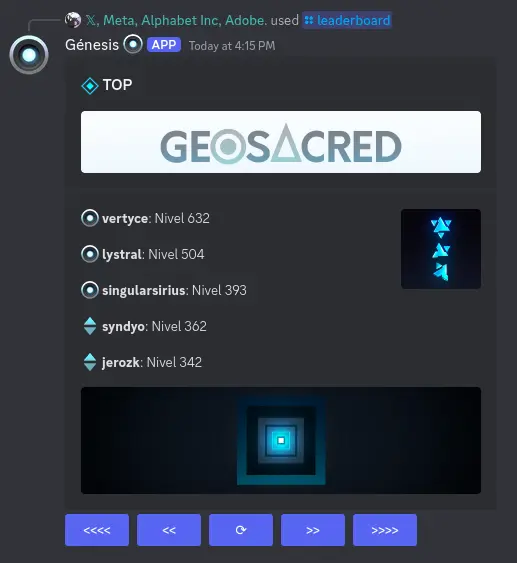 𝕏, Meta, Alphabet Inc, Adobe. used leaderboard
Génesis APP Today at 4:15 PM
TOP
GEOSACRED
vertyce: Nivel 632
lystral: Nivel 504
singularsirius: Nivel 393
syndyo: Nivel 362
jerozk: Nivel 342
<<<< << ⟳ >> >>>>